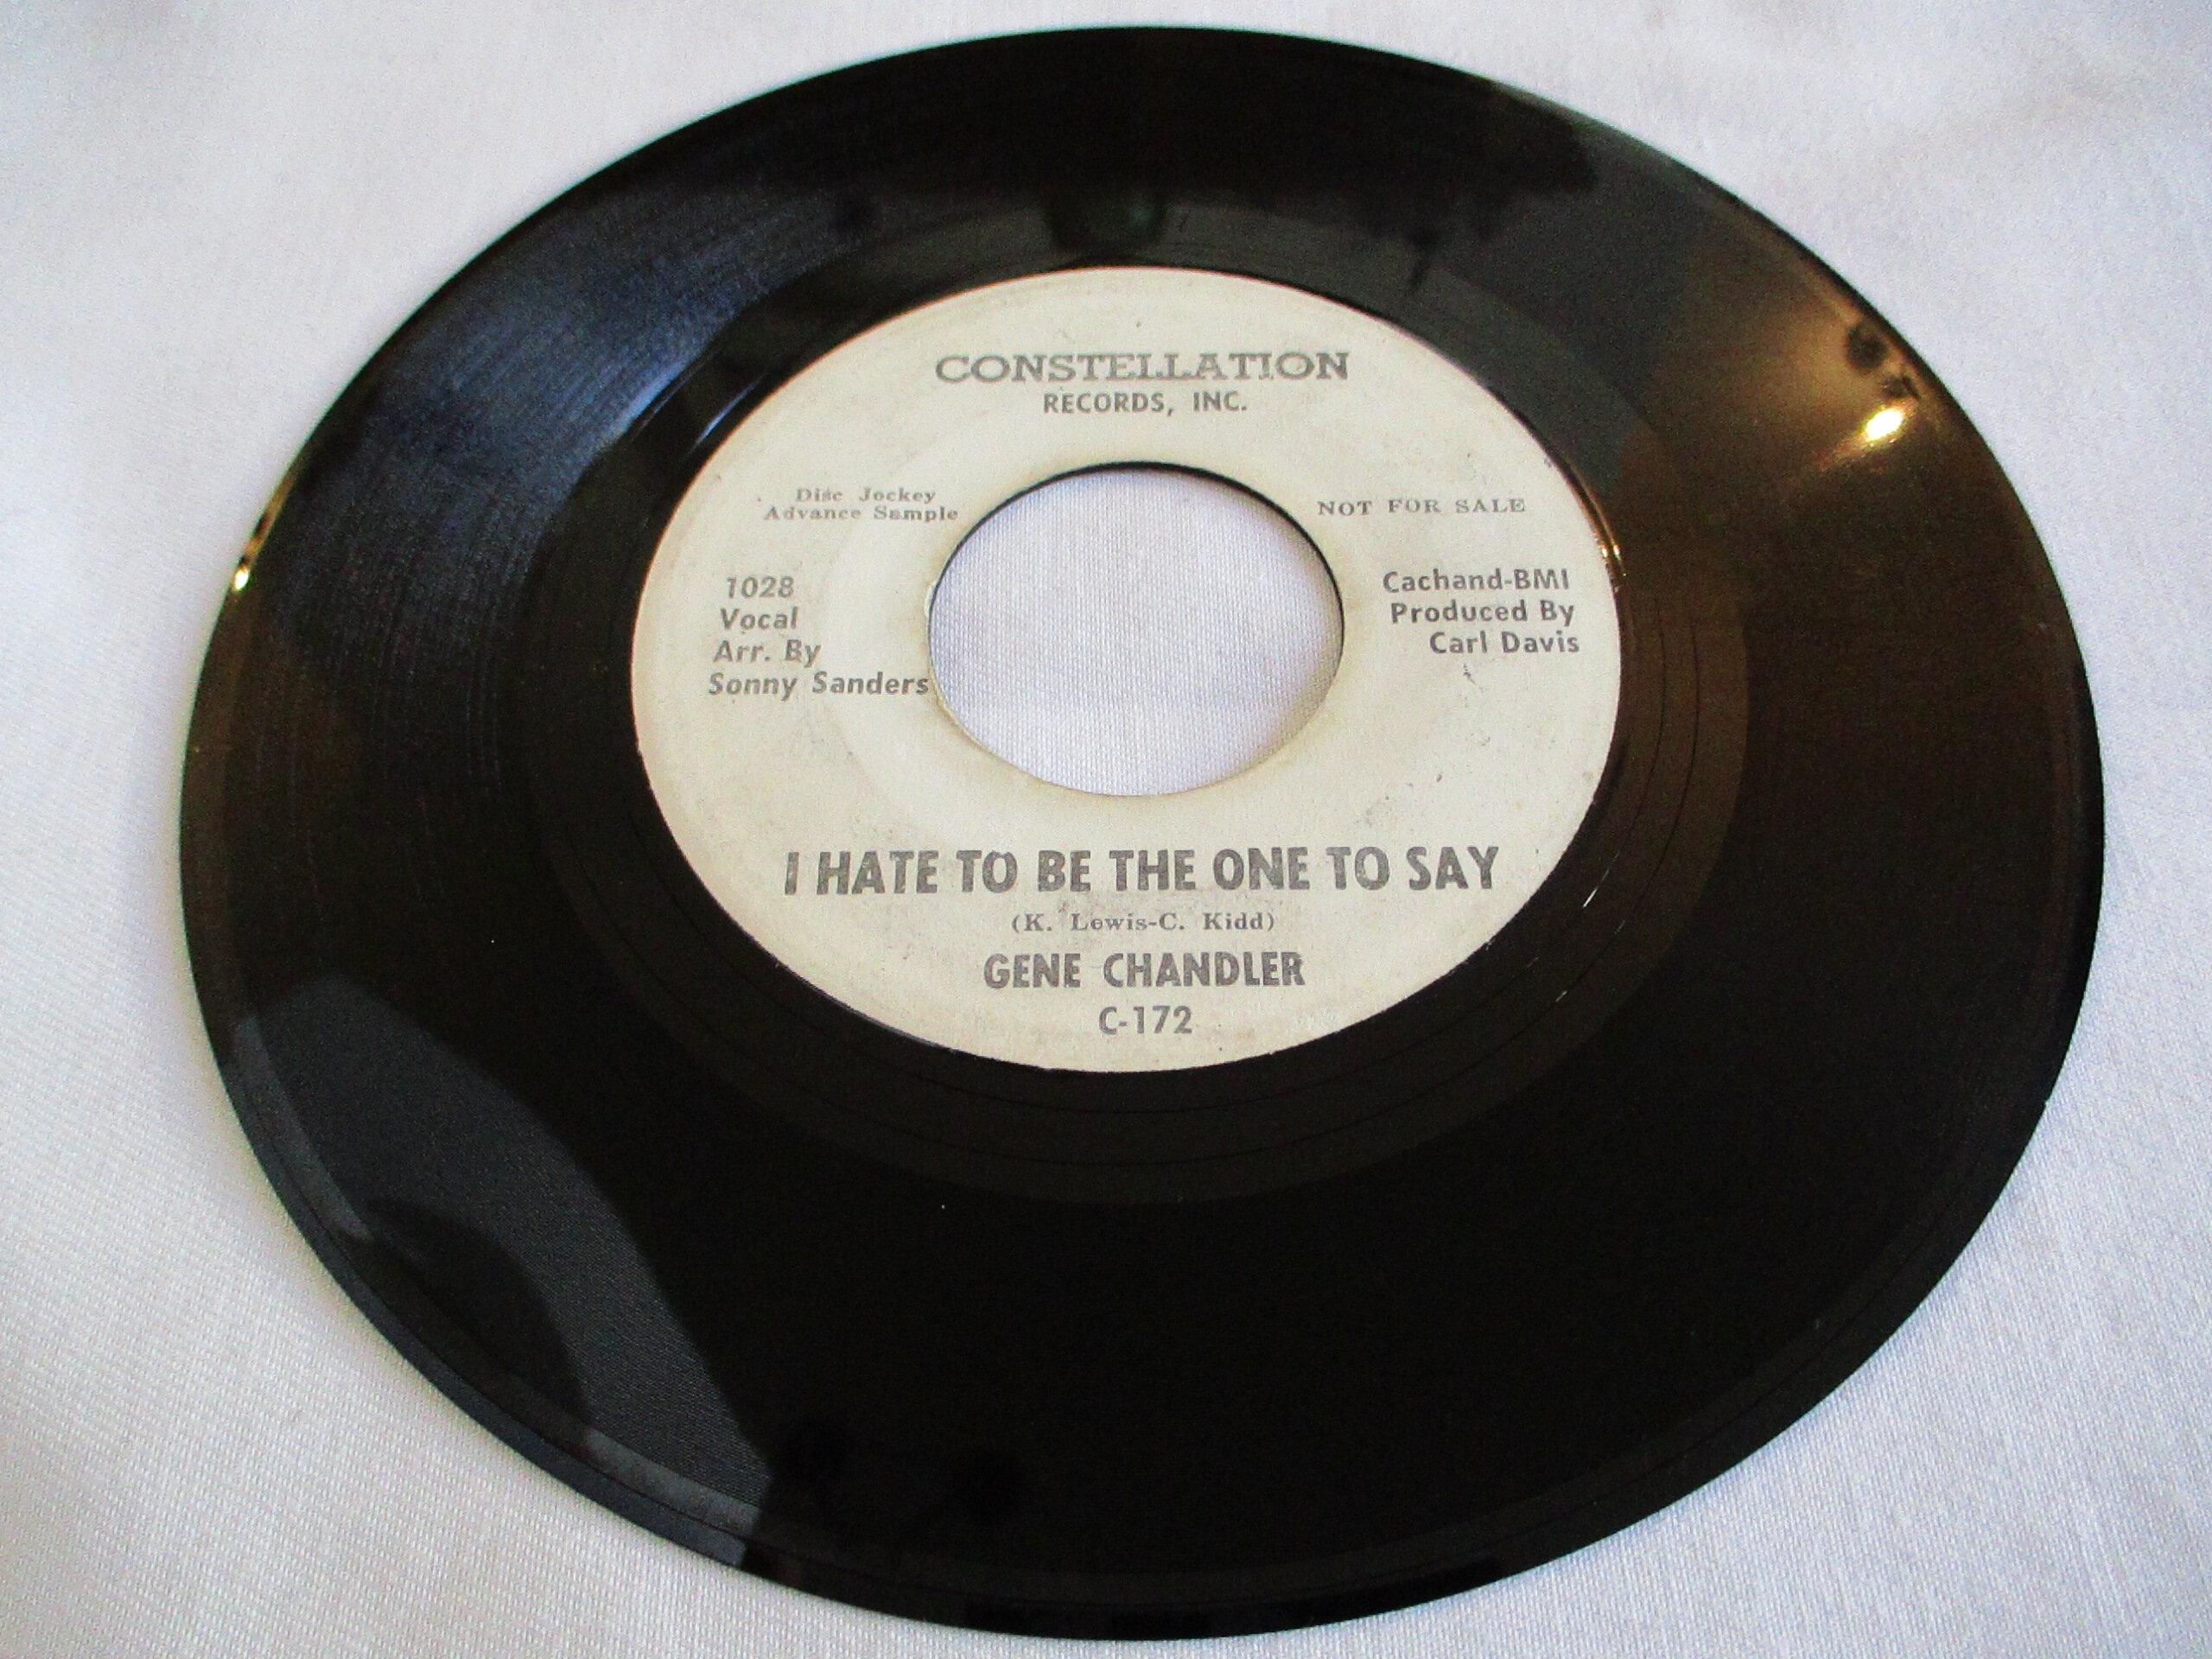 CONSTELLATION
RECORDS, INC.
Disc Jockey
Advance Sample
NOT FOR SALE
1028
Vocal
Arr. By
Sonny Sanders
Cachand-BMI
Produced By
Carl Davis
I HATE TO BE THE ONE TO SAY
(K. Lewis-C. Kidd)
GENE CHANDLER
C-172